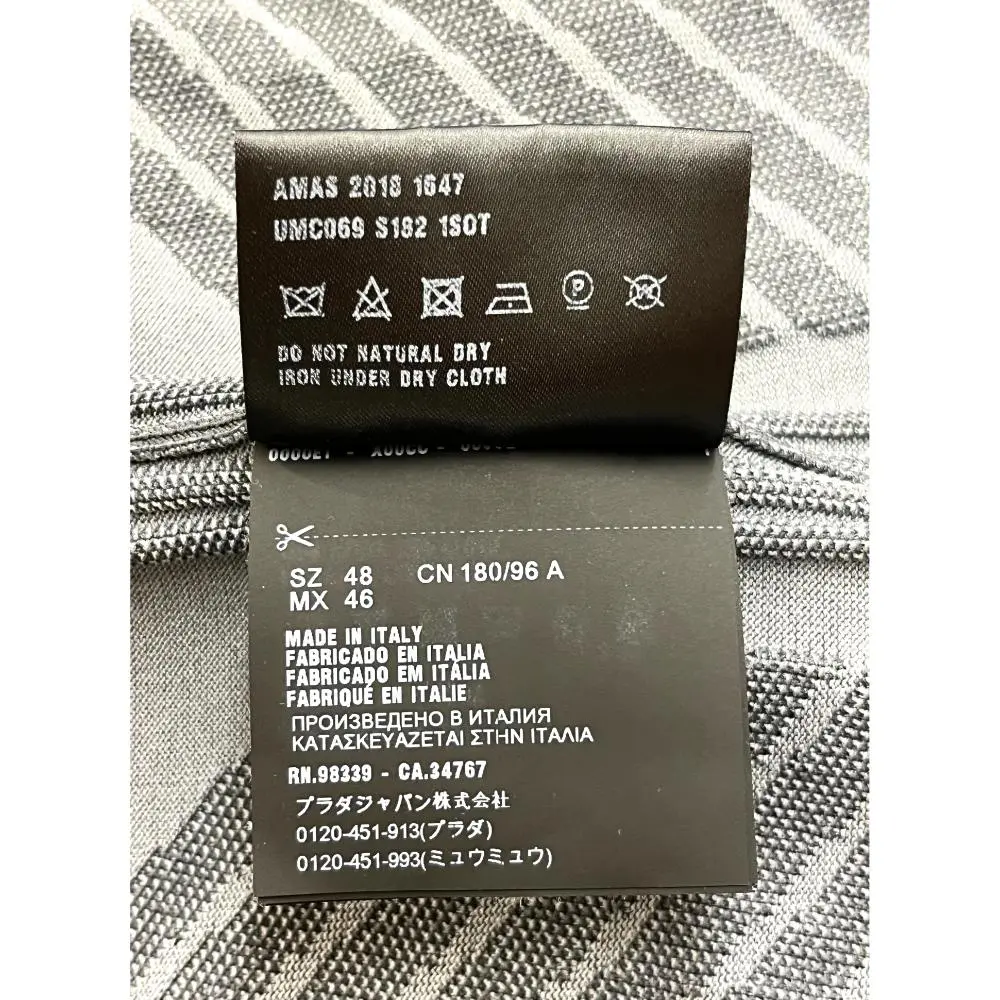 AMAS 2018 1647
UMC069 S182 1SOT
P
W
DO NOT NATURAL DRY
IRON UNDER DRY CLOTH
SZ 48 CN 180/96 A
MX 46
MADE IN ITALY
FABRICADO EN ITALIA
FABRICADO EM ITÁLIA
FABRIQUÉ EN ITALIE
ПРОИЗВЕДЕНО В ИТАЛИЯ
ΚΑΤΑΣΚΕΥΑΖΕΤΑΙ ΣΤΗΝ ΙΤΑΛΙΑ
RN.98339 - CA.34767
プラダジャパン株式会社
0120-451-913(プラダ)
0120-451-993(ミュウミュウ)